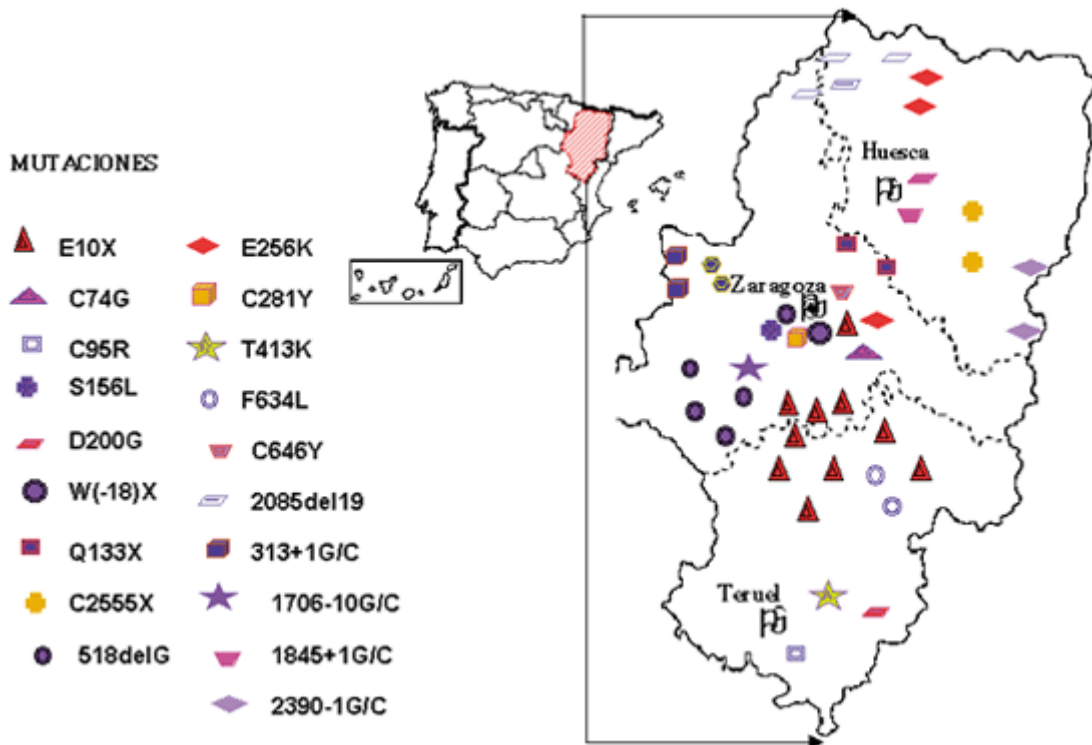 MUTACIONES
E10X
C74G
C95R
S156L
D200G
W(-18)X
Q133X
C2555X
518delG
E256K
C281Y
T413K
F634L
C646Y
2085del19
313+1G/C
1706-10G/C
1845+1G/C
2390-1G/C
Huesca
Zaragoza
Teruel